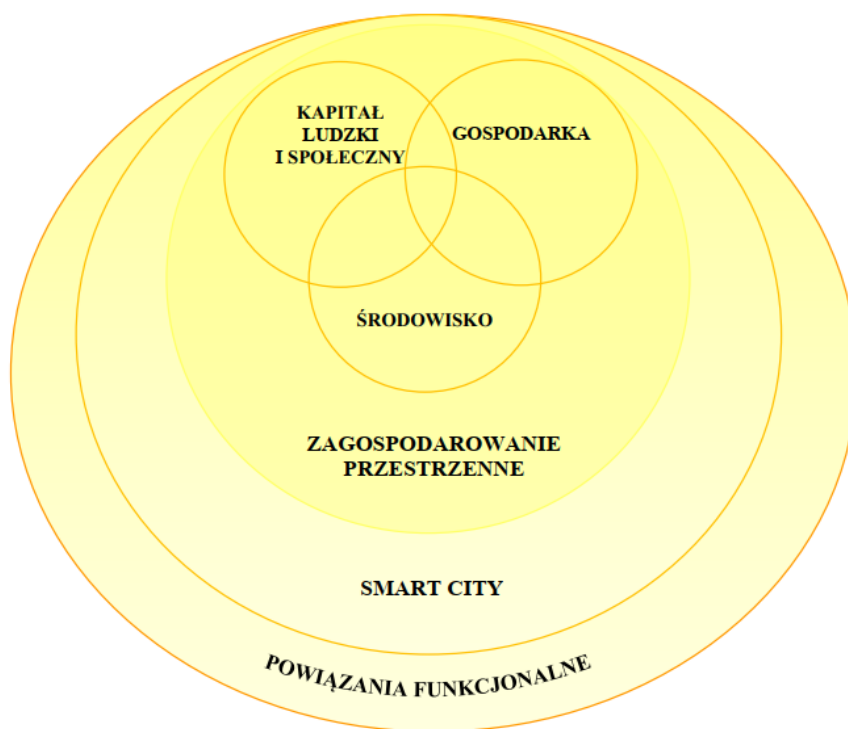 KAPITAŁ
LUDZKI
I SPOŁECZNY
GOSPODARKA
ŚRODOWISKO
ZAGOSPODAROWANIE
PRZESTRZENNE
SMART CITY
POWIĄZANIA FUNKCJONALNE